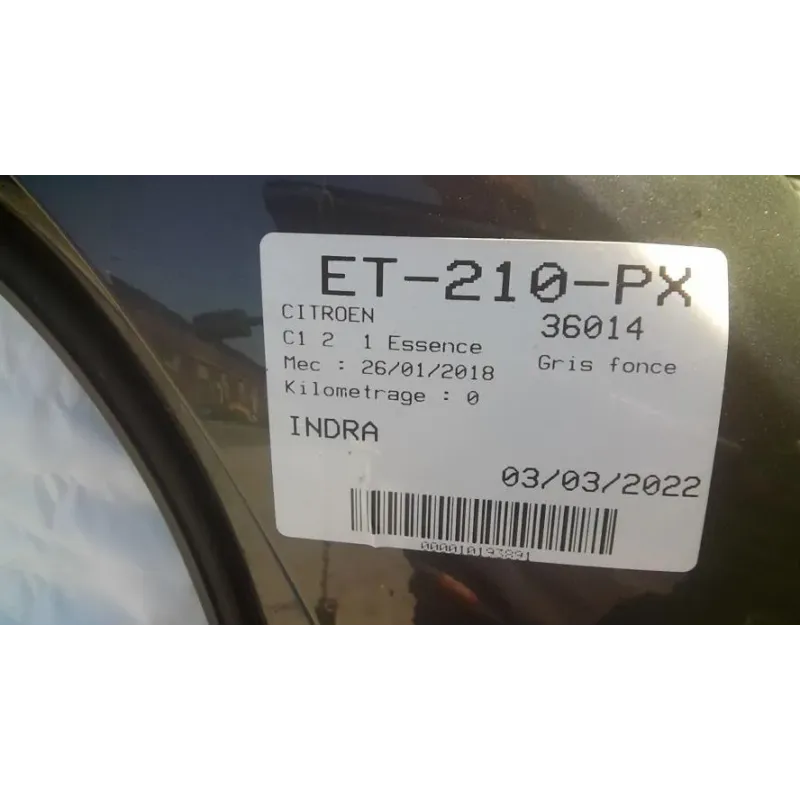 ET-210-PX
CITROEN 36014
C1 2 1 Essence
Mec : 26/01/2018 Gris fonce
Kilometrage : 0
INDRA
03/03/2022
000010193891